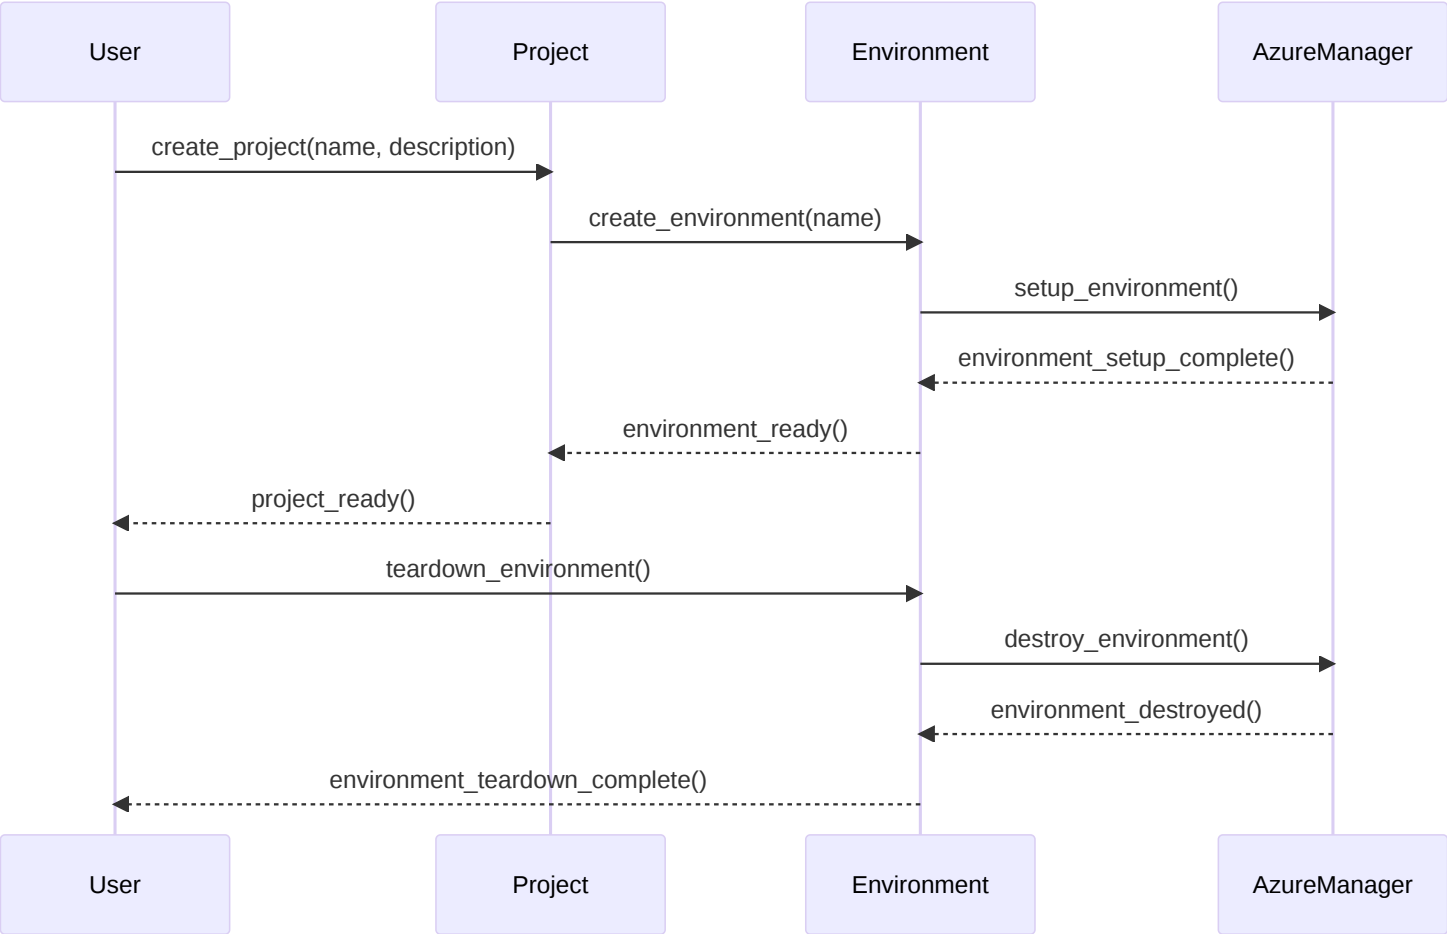 User
Project
Environment
AzureManager
create_project(name, description)
create_environment(name)
setup_environment()
environment_setup_complete()
environment_ready()
project_ready()
teardown_environment()
destroy_environment()
environment_destroyed()
environment_teardown_complete()
User
Project
Environment
AzureManager